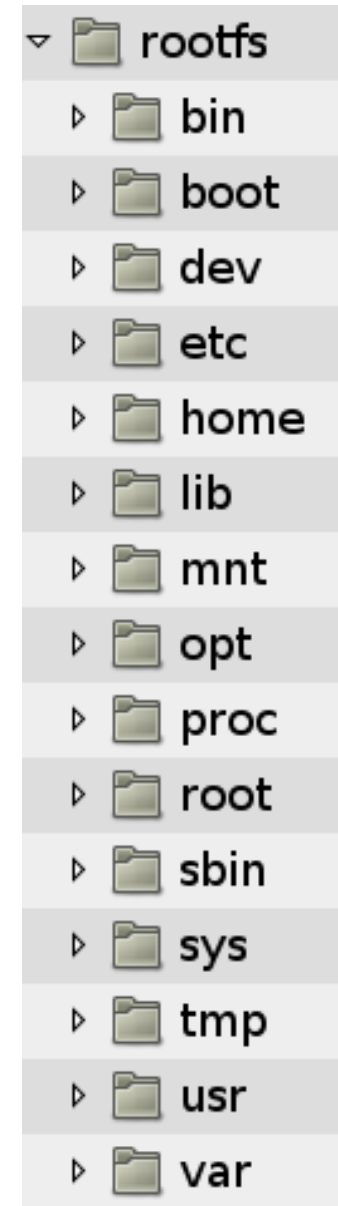 rootfs
bin
boot
dev
etc
home
lib
mnt
opt
proc
root
sbin
sys
tmp
usr
var